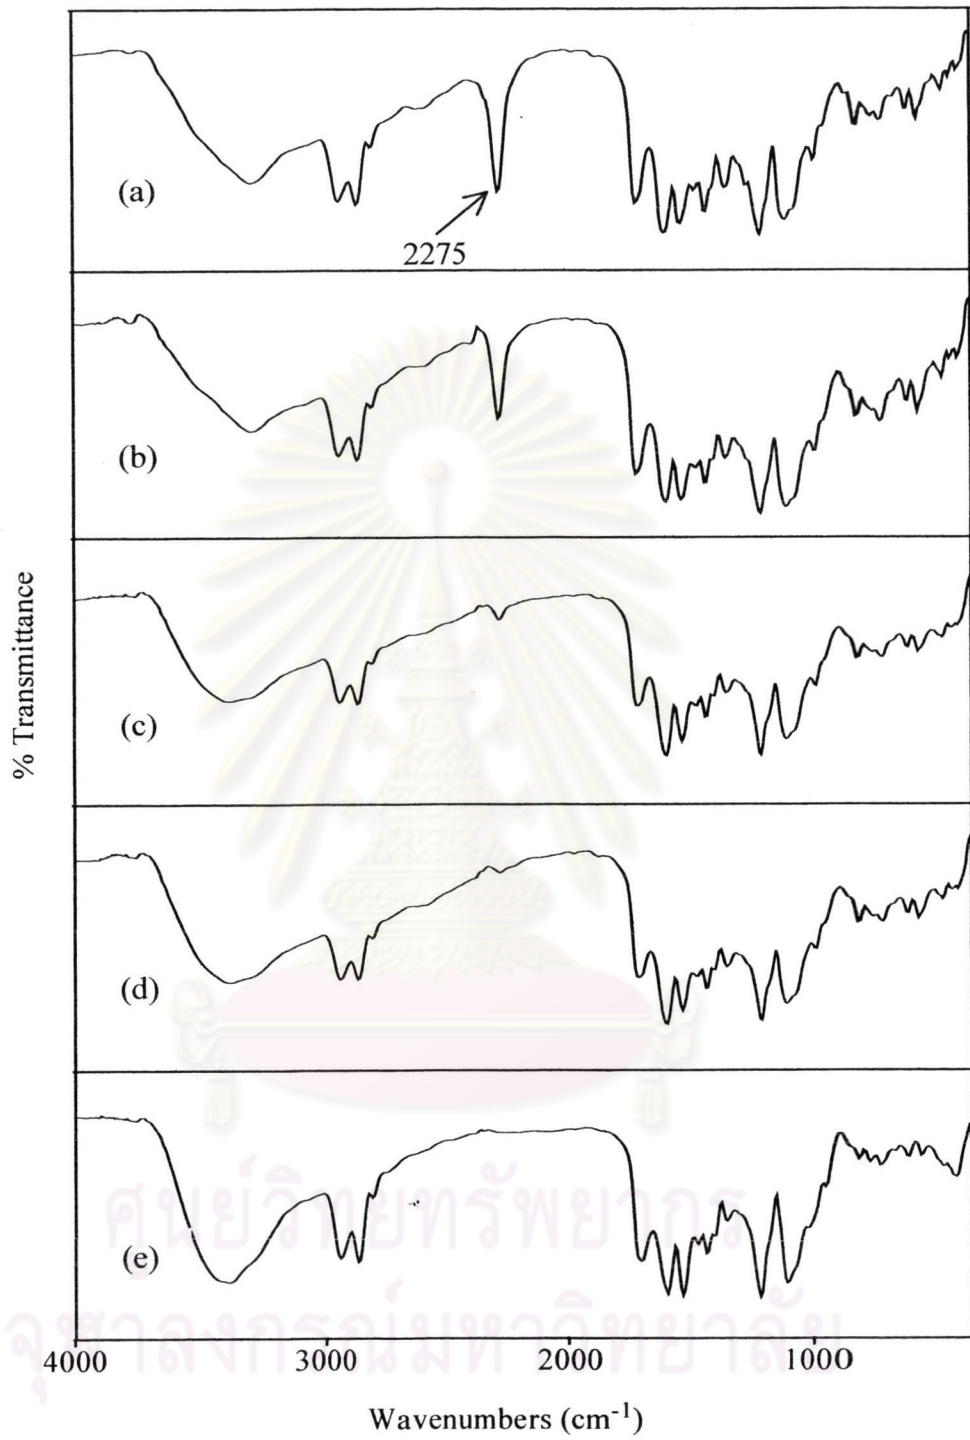 (a)
2275
(b)
(c)
% Transmittance
(d)
(e)
ศูนย์วิทยทรัพยากร
จุฬาลงกรณ์มหาวิทยาลัย
4000 3000 2000 1000
Wavenumbers (cm⁻¹)